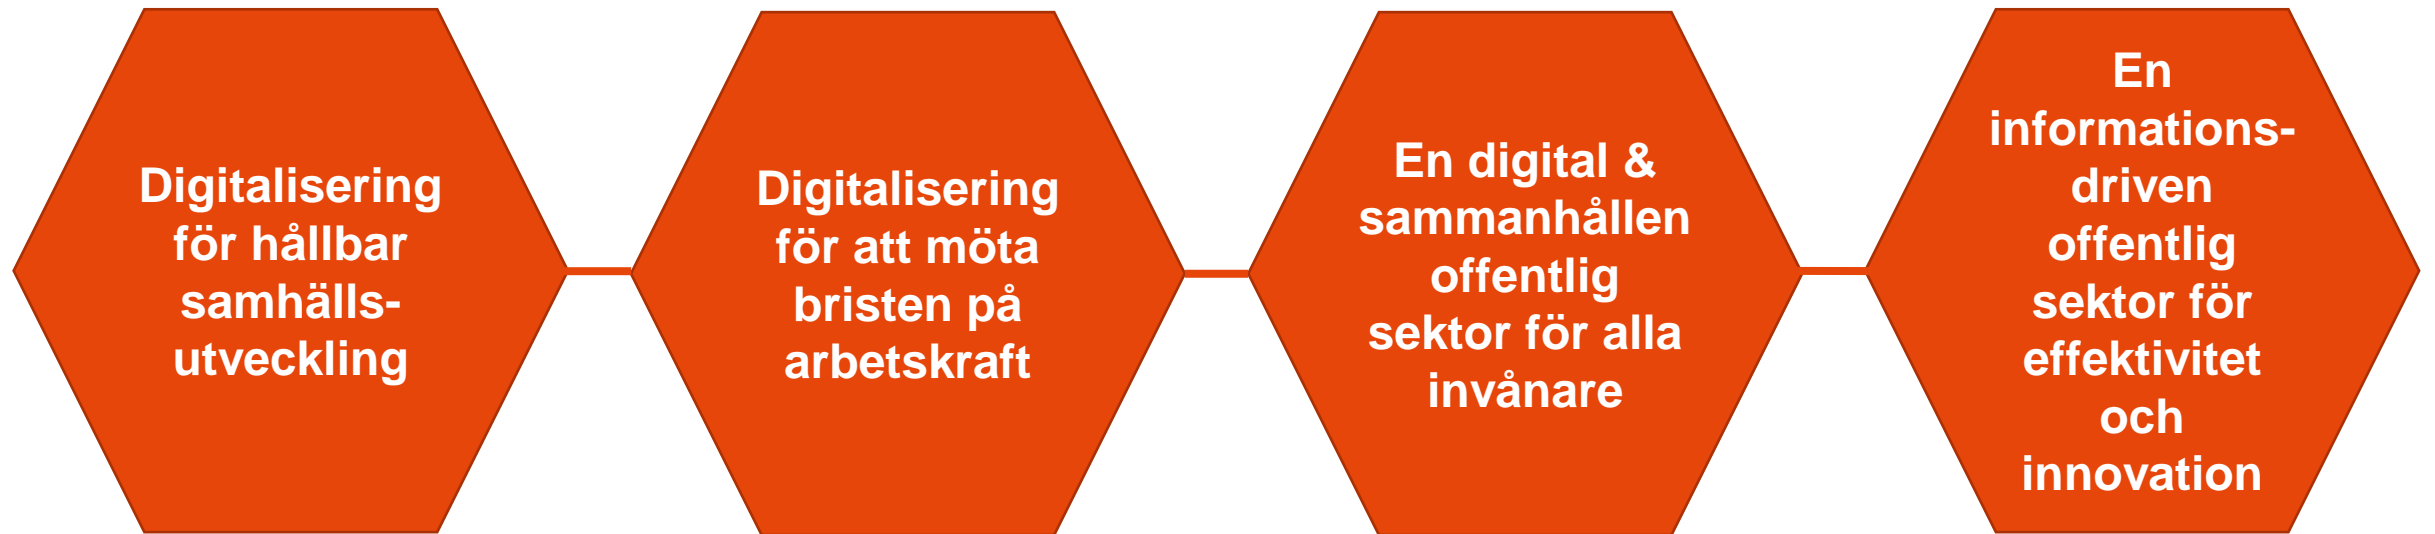 Digitalisering
för hållbar
samhälls-
utveckling
Digitalisering
för att möta
bristen på
arbetskraft
En digital &
sammanhållen
offentlig
sektor för alla
invånare
En
informations-
driven
offentlig
sektor för
effektivitet
och
innovation